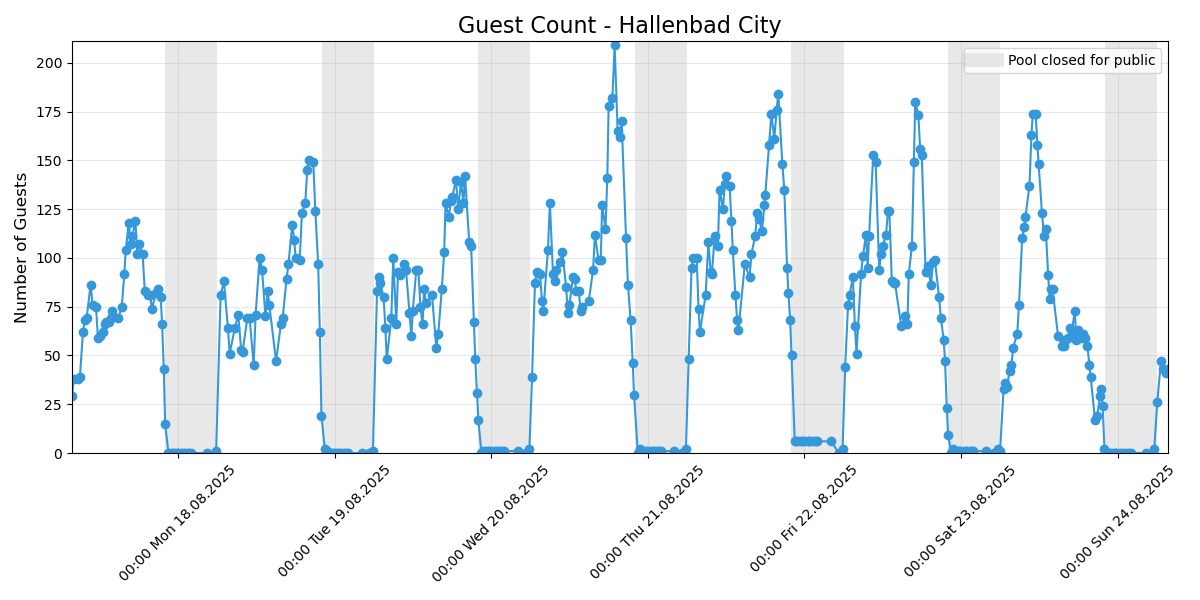 Guest Count - Hallenbad City
Pool closed for public
Number of Guests
200
175
150
125
100
75
50
25
0
00:00 Mon 18.08.2025
00:00 Tue 19.08.2025
00:00 Wed 20.08.2025
00:00 Thu 21.08.2025
00:00 Fri 22.08.2025
00:00 Sat 23.08.2025
00:00 Sun 24.08.2025